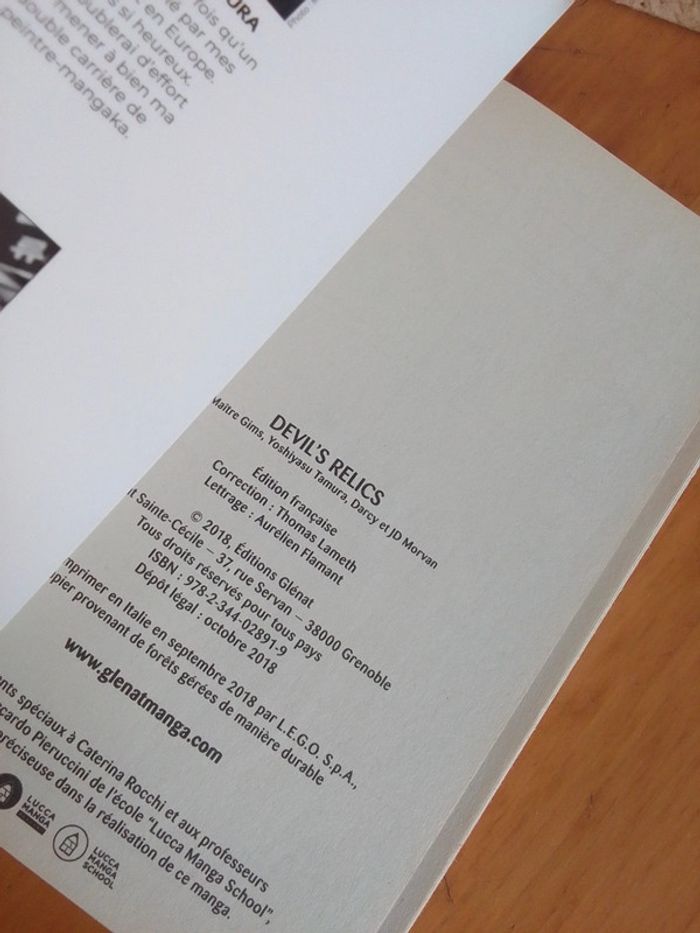 URA
fois qu'un
é par mes
en Europe.
s si heureux.
oublerai d'effort
mener à bien ma
double carrière de
peintre-mangaka.
DEVIL'S RELICS
Maître Gims, Yoshiyasu Tamura, Darcy et JD Morvan
Édition française
Correction : Thomas Lameth
Lettrage : Aurélien Flamant
© 2018, Éditions Glénat
t Sainte-Cécile – 37, rue Servan – 38000 Grenoble
Tous droits réservés pour tous pays
ISBN : 978-2-344-02891-9
Dépôt légal : octobre 2018
mprimer en Italie en septembre 2018 par L.E.G.O. S.p.A.,
pier provenant de forêts gérées de manière durable
www.glenatmanga.com
nts spéciaux à Caterina Rocchi et aux professeurs
ccardo Pieruccini de l'école "Lucca Manga School",
précieuse dans la réalisation de ce manga.
LUCCA
MANGA
LUCCA
MANGA
SCHOOL